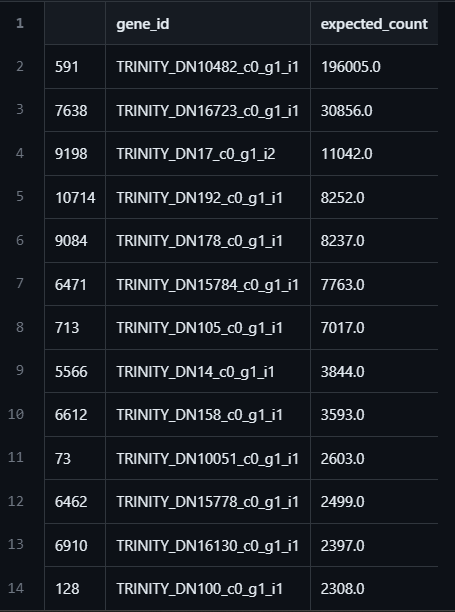 1 gene_id expected_count
2 591 TRINITY_DN10482_c0_g1_i1 196005.0
3 7638 TRINITY_DN16723_c0_g1_i1 30856.0
4 9198 TRINITY_DN17_c0_g1_i2 11042.0
5 10714 TRINITY_DN192_c0_g1_i1 8252.0
6 9084 TRINITY_DN178_c0_g1_i1 8237.0
7 6471 TRINITY_DN15784_c0_g1_i1 7763.0
8 713 TRINITY_DN105_c0_g1_i1 7017.0
9 5566 TRINITY_DN14_c0_g1_i1 3844.0
10 6612 TRINITY_DN158_c0_g1_i1 3593.0
11 73 TRINITY_DN10051_c0_g1_i1 2603.0
12 6462 TRINITY_DN15778_c0_g1_i1 2499.0
13 6910 TRINITY_DN16130_c0_g1_i1 2397.0
14 128 TRINITY_DN100_c0_g1_i1 2308.0